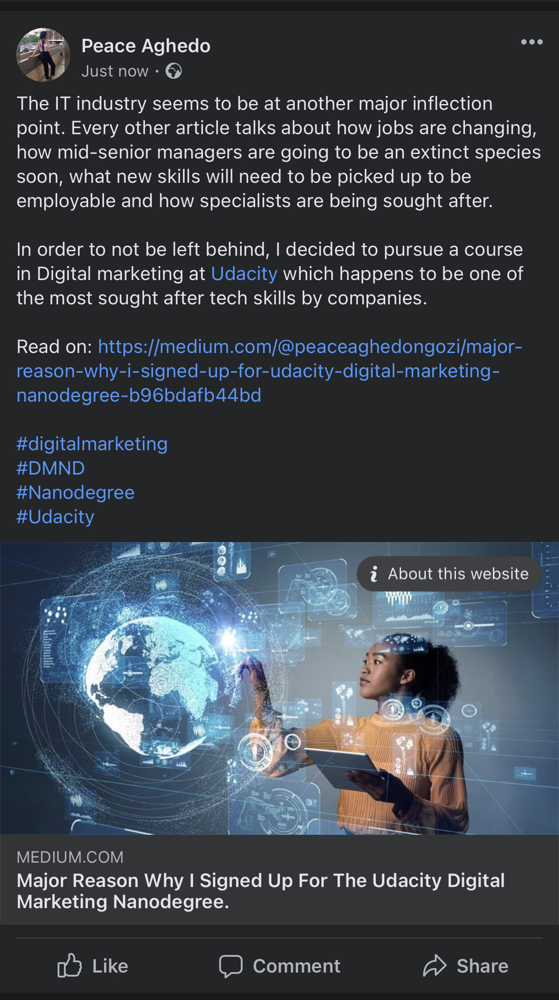 Peace Aghedo
Just now ·
The IT industry seems to be at another major inflection
point. Every other article talks about how jobs are changing,
how mid-senior managers are going to be an extinct species
soon, what new skills will need to be picked up to be
employable and how specialists are being sought after.
In order to not be left behind, I decided to pursue a course
in Digital marketing at Udacity which happens to be one of
the most sought after tech skills by companies.
Read on: https://medium.com/@peaceaghedongozi/major-
reason-why-i-signed-up-for-udacity-digital-marketing-
nanodegree-b96bdafb44bd
#digitalmarketing
#DMND
#Nanodegree
#Udacity
About this website
MEDIUM.COM
Major Reason Why I Signed Up For The Udacity Digital
Marketing Nanodegree.
Like
Comment
Share